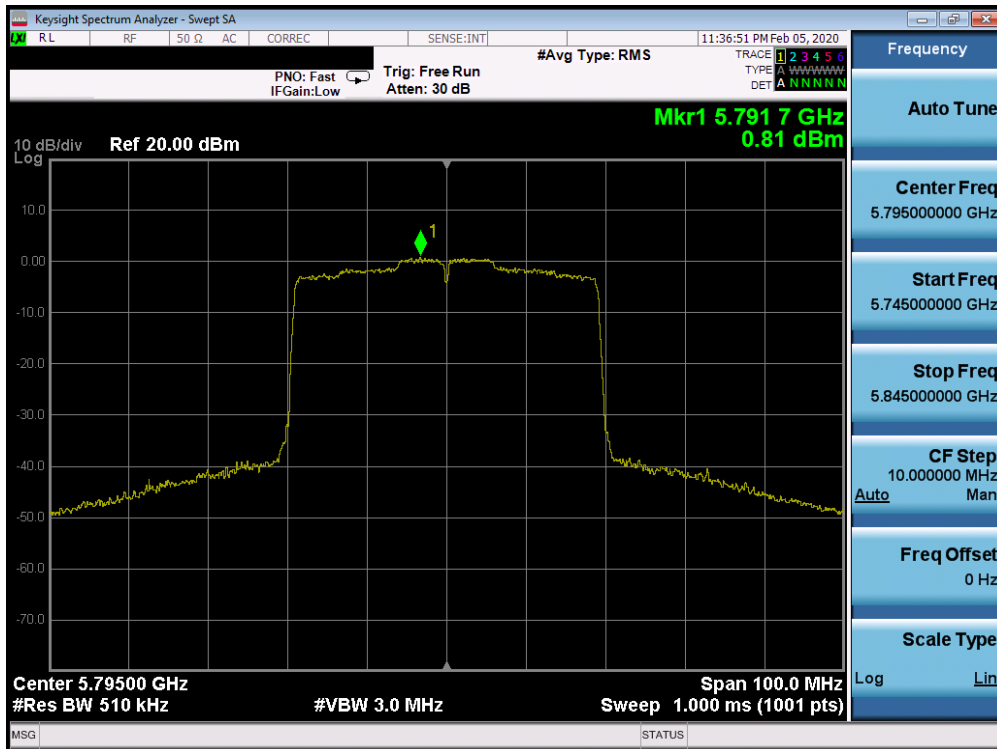 Keysight Spectrum Analyzer - Swept SA
LXI RL RF 50 Ω AC CORREC SENSE:INT 11:36:51 PM Feb 05, 2020
PNO: Fast
IFGain:Low
Trig: Free Run
Atten: 30 dB
#Avg Type: RMS
TRACE 1 2 3 4 5 6
TYPE A WWWWW
DET A N N N N N
Mkr1 5.791 7 GHz
0.81 dBm
10 dB/div Ref 20.00 dBm
Log
10.0
0.00
-10.0
-20.0
-30.0
-40.0
-50.0
-60.0
-70.0
1
Center 5.79500 GHz Span 100.0 MHz
#Res BW 510 kHz #VBW 3.0 MHz Sweep 1.000 ms (1001 pts)
MSG STATUS
Frequency
Auto Tune
Center Freq
5.795000000 GHz
Start Freq
5.745000000 GHz
Stop Freq
5.845000000 GHz
CF Step
10.000000 MHz
Auto Man
Freq Offset
0 Hz
Scale Type
Log Lin